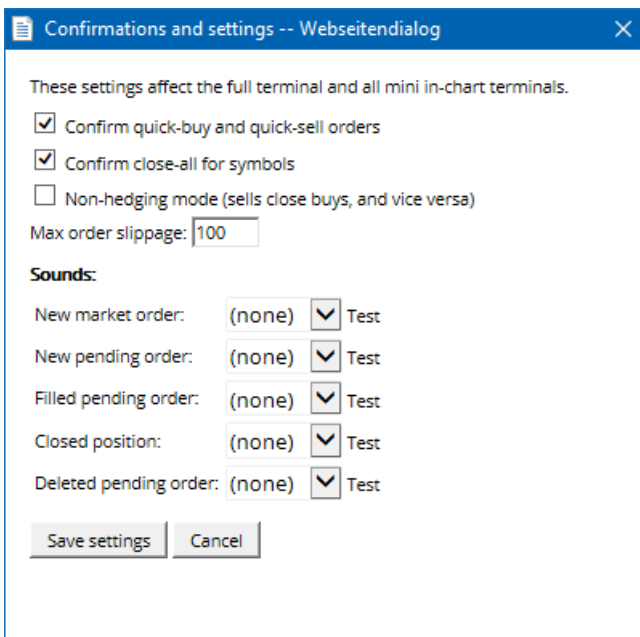 Confirmations and settings -- Webseitendialog
These settings affect the full terminal and all mini in-chart terminals.
Confirm quick-buy and quick-sell orders
Confirm close-all for symbols
Non-hedging mode (sells close buys, and vice versa)
Max order slippage: 100
Sounds:
New market order: (none) Test
New pending order: (none) Test
Filled pending order: (none) Test
Closed position: (none) Test
Deleted pending order: (none) Test
Save settings Cancel